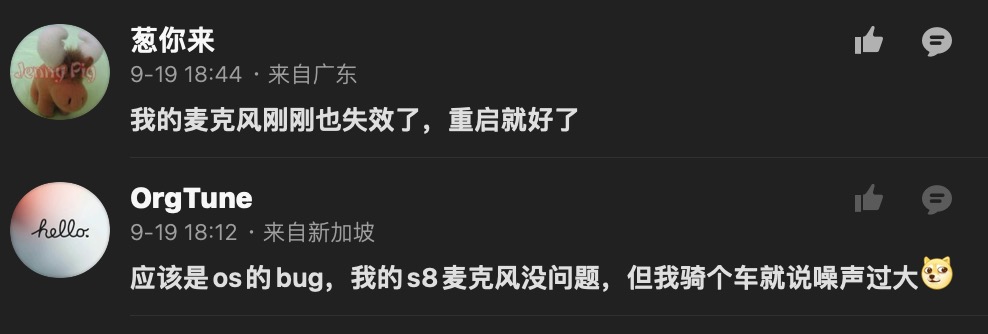 Jenny Pig
葱你来
9-19 18:44 · 来自广东
我的麦克风刚刚也失效了，重启就好了
hello.
OrgTune
9-19 18:12 · 来自新加坡
应该是os的bug，我的s8麦克风没问题，但我骑个车就说噪声过大